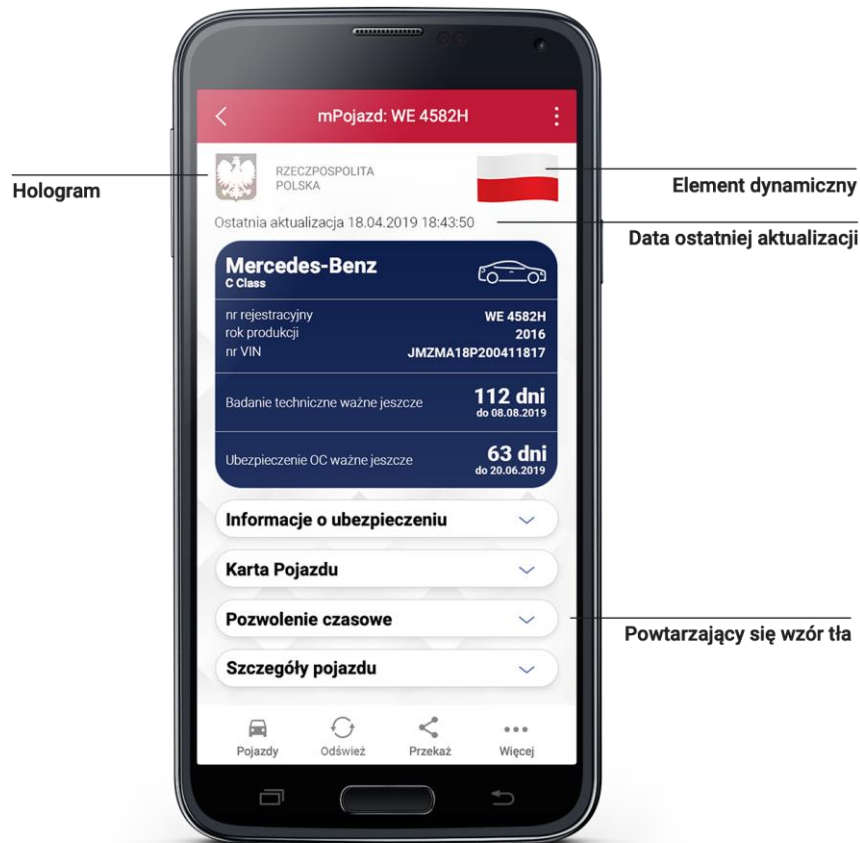 mPojazd: WE 4582H
RZECZPOSPOLITA
POLSKA
Hologram
Element dynamiczny
Ostatnia aktualizacja 18.04.2019 18:43:50
Data ostatniej aktualizacji
Mercedes-Benz
C Class
nr rejestracyjny WE 4582H
rok produkcji 2016
nr VIN JMZMA18P200411817
Badanie techniczne ważne jeszcze 112 dni
do 08.08.2019
Ubezpieczenie OC ważne jeszcze 63 dni
do 20.06.2019
Informacje o ubezpieczeniu
Karta Pojazdu
Pozwolenie czasowe
Powtarzający się wzór tła
Szczegóły pojazdu
Pojazdy Odśwież Przekaż Więcej